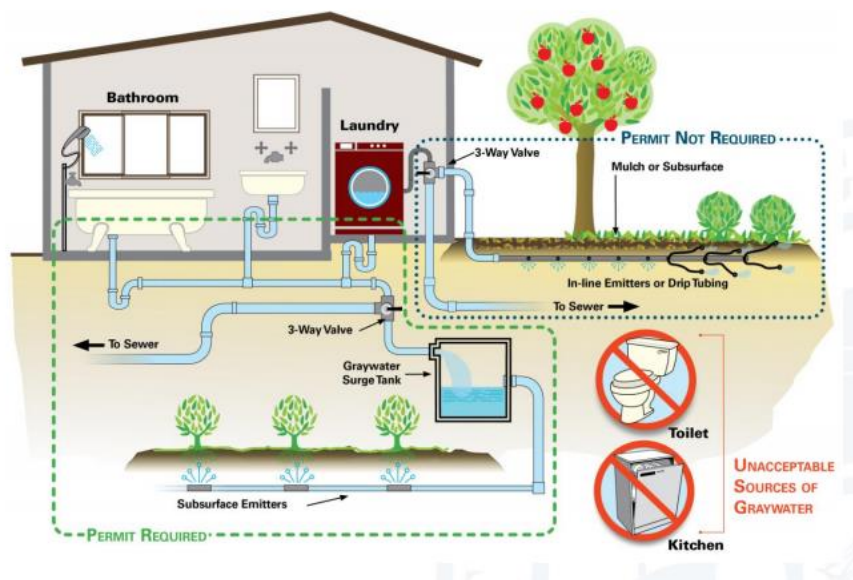 Bathroom
Laundry
PERMIT NOT REQUIRED
3-Way Valve
Mulch or Subsurface
In-line Emitters or Drip Tubing
To Sewer
3-Way Valve
To Sewer
Graywater
Surge Tank
Toilet
UNACCEPTABLE
SOURCES OF
GRAYWATER
Subsurface Emitters
PERMIT REQUIRED
Kitchen